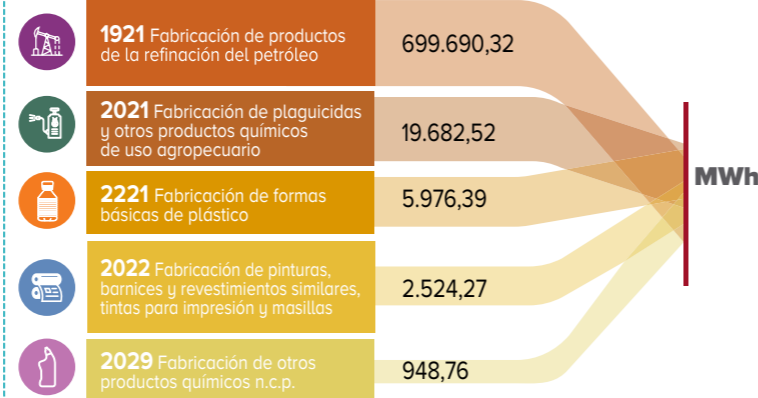 1921 Fabricación de productos
de la refinación del petróleo
699.690,32
2021 Fabricación de plaguicidas
y otros productos químicos
de uso agropecuario
19.682,52
2221 Fabricación de formas
básicas de plástico
5.976,39
2022 Fabricación de pinturas,
barnices y revestimientos similares,
tintas para impresión y masillas
2.524,27
2029 Fabricación de otros
productos químicos n.c.p.
948,76
MWh